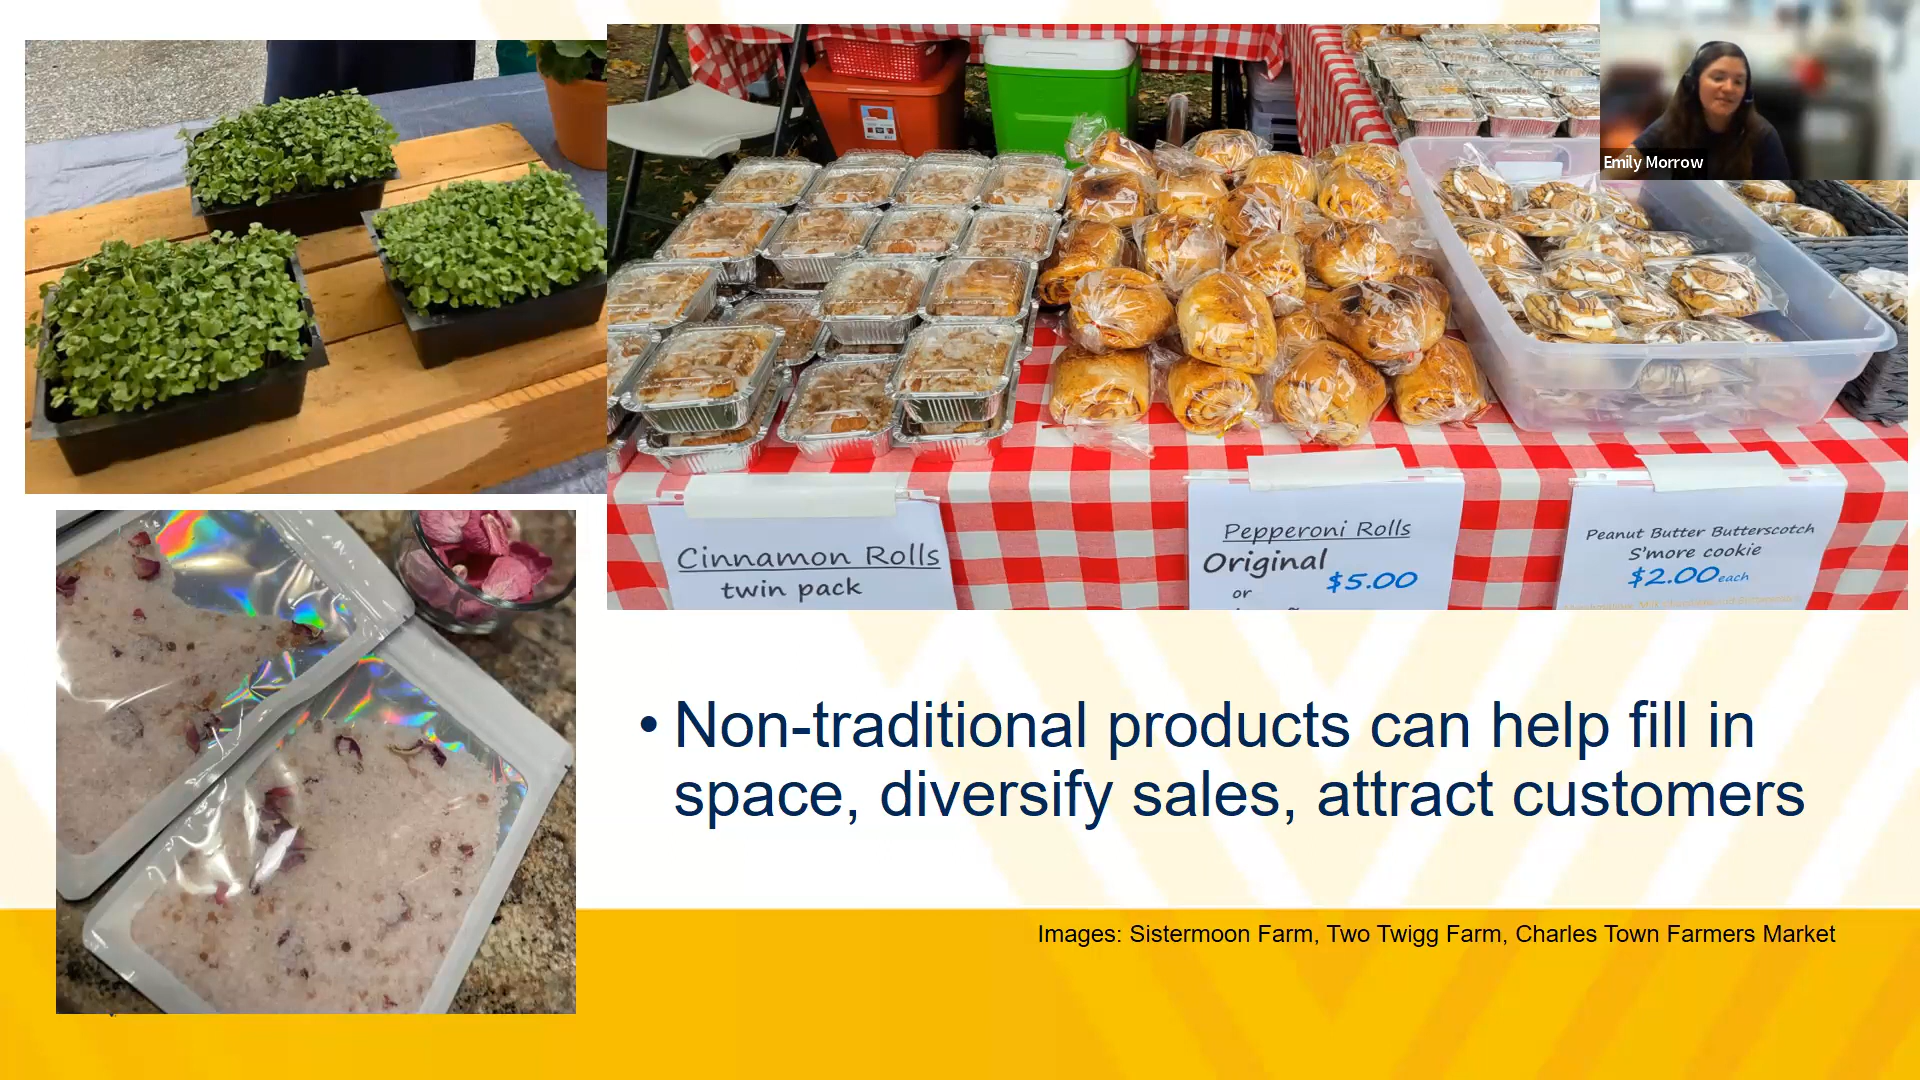 Emily Morrow
Cinnamon Rolls
twin pack
Pepperoni Rolls
Original
$5.00
or
Peanut Butter Butterscotch
S'more cookie
$2.00 each
• Non-traditional products can help fill in
space, diversify sales, attract customers
Images: Sistermoon Farm, Two Twigg Farm, Charles Town Farmers Market